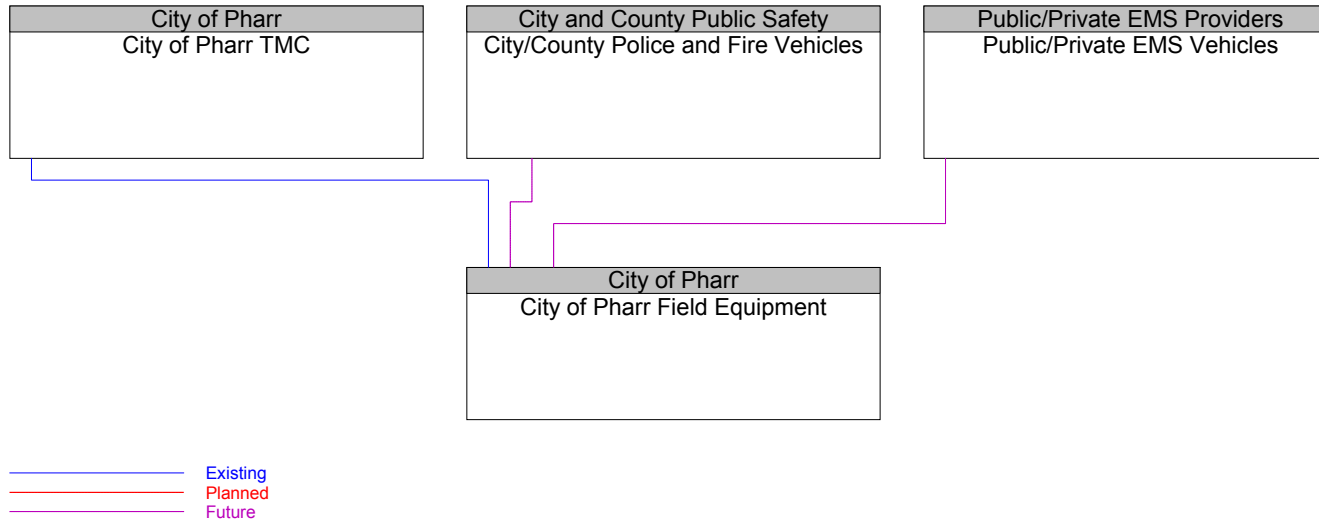 City of Pharr
City of Pharr TMC
City and County Public Safety
City/County Police and Fire Vehicles
Public/Private EMS Providers
Public/Private EMS Vehicles
City of Pharr
City of Pharr Field Equipment
Existing
Planned
Future